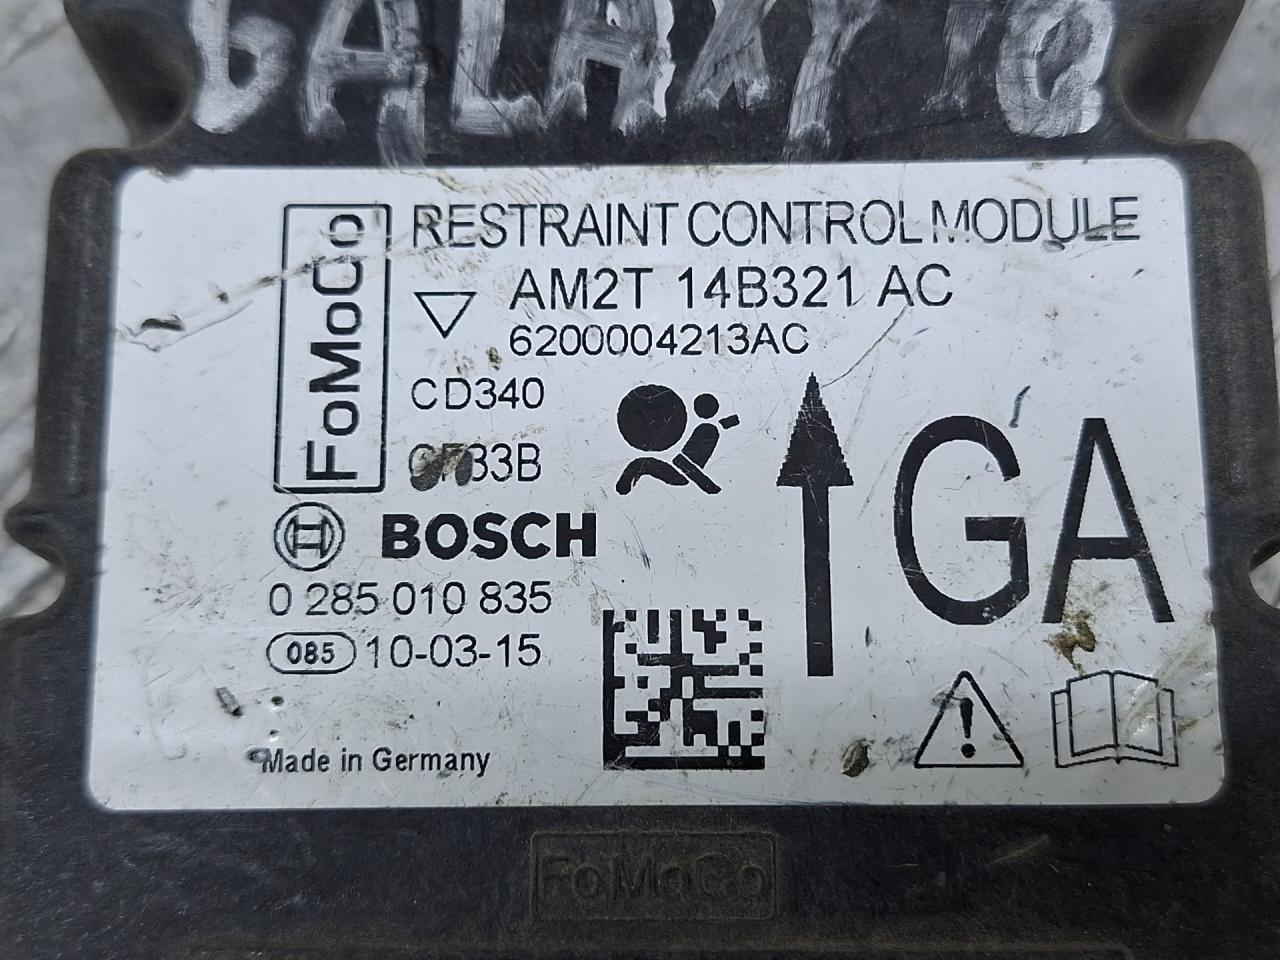 GALAXY 10
FoMoCo
RESTRAINT CONTROL MODULE
AM2T 14B321 AC
6200004213AC
CD340
GA
BOSCH
0 285 010 835
085 10-03-15
Made in Germany
FoMoCo